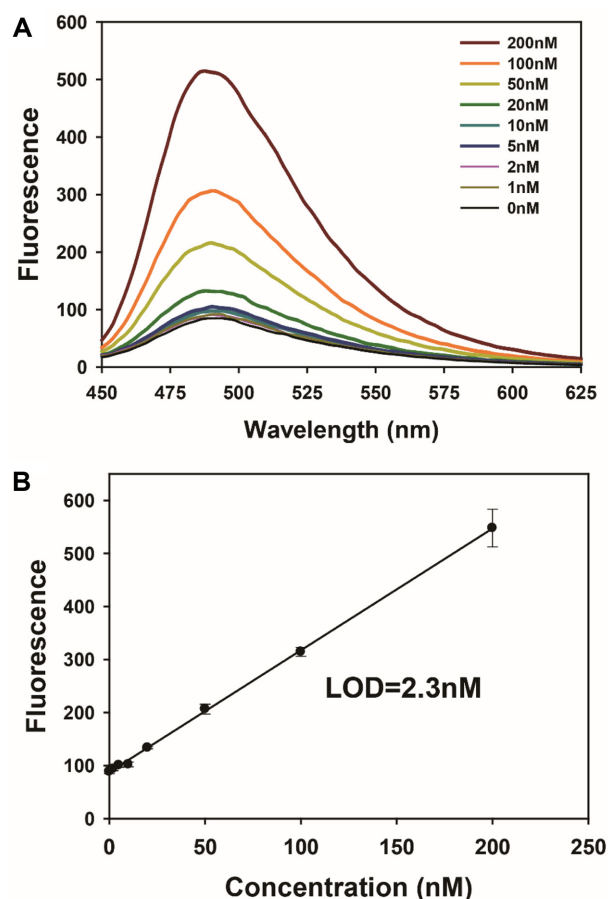 A
600
500
400
300
200
100
0
Fluorescence
200nM
100nM
50nM
20nM
10nM
5nM
2nM
1nM
0nM
450 475 500 525 550 575 600 625
Wavelength (nm)
B
600
500
400
300
200
100
0
Fluorescence
LOD=2.3nM
0 50 100 150 200 250
Concentration (nM)